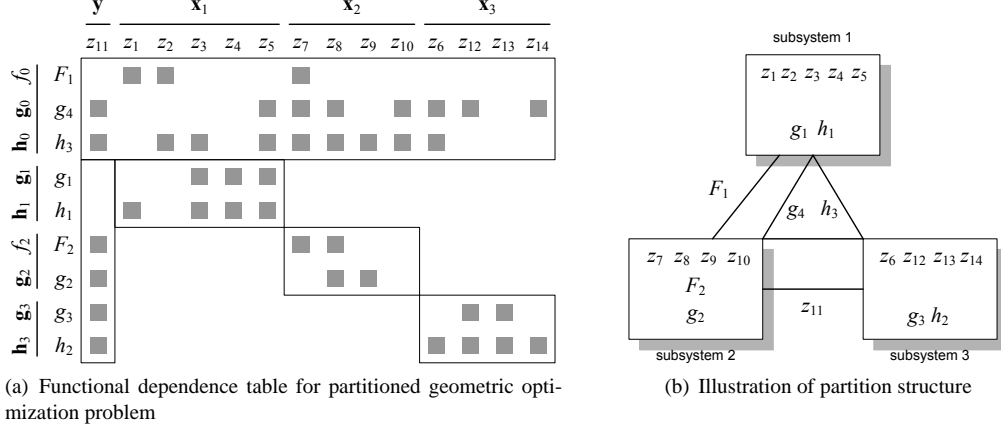 y x₁ x₂ x₃
z₁₁ z₁ z₂ z₃ z₄ z₅ z₇ z₈ z₉ z₁₀ z₆ z₁₂ z₁₃ z₁₄
f₀ F₁
g₀ g₄
h₀ h₃
g₁ g₁
h₁ h₁
f₂ F₂
g₂ g₂
g₃ g₃
h₃ h₂
(a) Functional dependence table for partitioned geometric opti-
mization problem
subsystem 1
z₁ z₂ z₃ z₄ z₅
g₁ h₁
F₁
g₄ h₃
z₇ z₈ z₉ z₁₀
F₂
g₂
subsystem 2
z₁₁
z₆ z₁₂ z₁₃ z₁₄
g₃ h₂
subsystem 3
(b) Illustration of partition structure